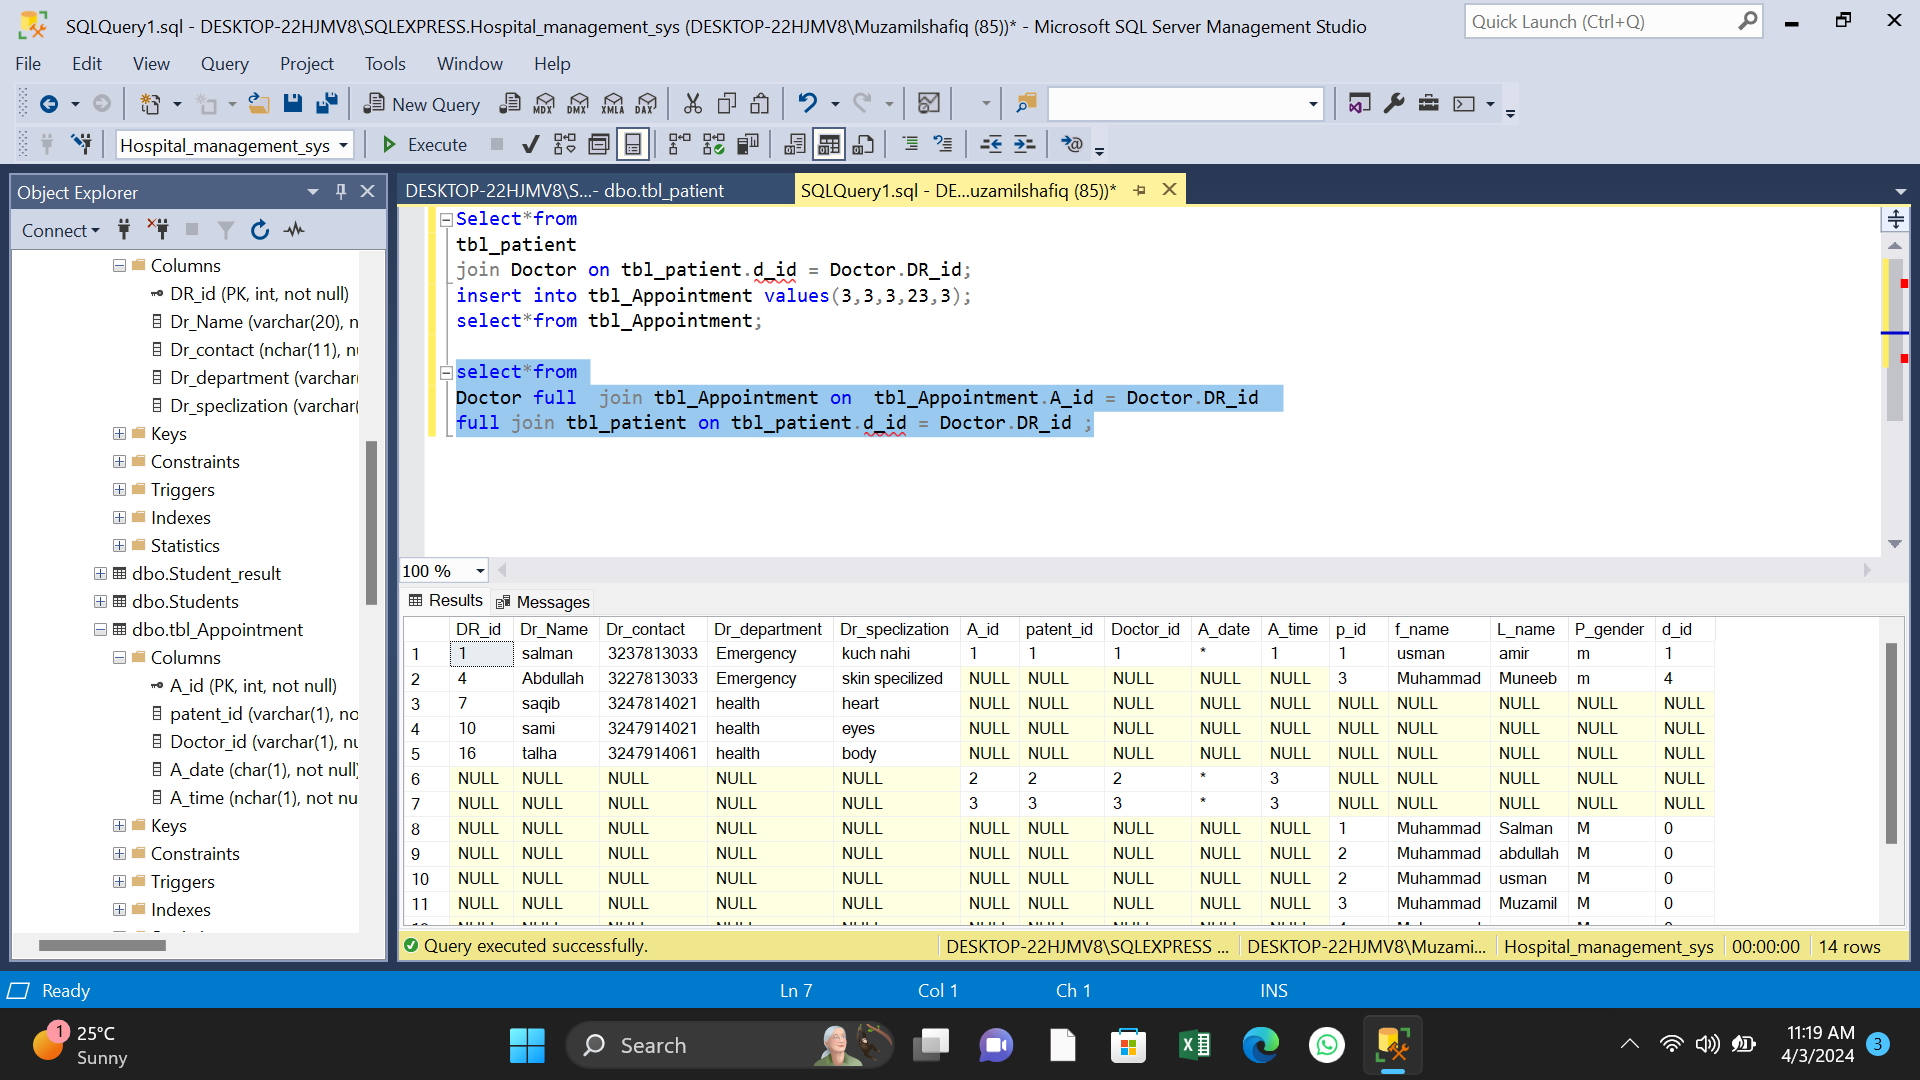 SQLQuery1.sql - DESKTOP-22HJMV8\SQLEXPRESS.Hospital_management_sys (DESKTOP-22HJMV8\Muzamilshafiq (85))* - Microsoft SQL Server Management Studio
Quick Launch (Ctrl+Q)
File Edit View Query Project Tools Window Help
New Query MDX DMX XMLA DAX
Hospital_management_sys Execute
Object Explorer
Connect
Columns
DR_id (PK, int, not null)
Dr_Name (varchar(20), n
Dr_contact (nchar(11), nu
Dr_department (varchar(
Dr_speclization (varchar(
Keys
Constraints
Triggers
Indexes
Statistics
dbo.Student_result
dbo.Students
dbo.tbl_Appointment
Columns
A_id (PK, int, not null)
patent_id (varchar(1), no
Doctor_id (varchar(1), nu
A_date (char(1), not null)
A_time (nchar(1), not nu
Keys
Constraints
Triggers
Indexes
DESKTOP-22HJMV8\S...- dbo.tbl_patient
SQLQuery1.sql - DE...uzamilshafiq (85))*
Select*from
tbl_patient
join Doctor on tbl_patient.d_id = Doctor.DR_id;
insert into tbl_Appointment values(3,3,3,23,3);
select*from tbl_Appointment;
select*from
Doctor full  join tbl_Appointment on  tbl_Appointment.A_id = Doctor.DR_id
full join tbl_patient on tbl_patient.d_id = Doctor.DR_id ;
100 %
Results Messages
DR_id Dr_Name Dr_contact Dr_department Dr_speclization A_id patent_id Doctor_id A_date A_time p_id f_name L_name P_gender d_id
1 1 salman 3237813033 Emergency kuch nahi 1 1 1 * 1 1 usman amir m 1
2 4 Abdullah 3227813033 Emergency skin specilized NULL NULL NULL NULL NULL 3 Muhammad Muneeb m 4
3 7 saqib 3247814021 health heart NULL NULL NULL NULL NULL NULL NULL NULL NULL NULL
4 10 sami 3247914021 health eyes NULL NULL NULL NULL NULL NULL NULL NULL NULL NULL
5 16 talha 3247914061 health body NULL NULL NULL NULL NULL NULL NULL NULL NULL NULL
6 NULL NULL NULL NULL NULL 2 2 2 * 3 NULL NULL NULL NULL NULL
7 NULL NULL NULL NULL NULL 3 3 3 * 3 NULL NULL NULL NULL NULL
8 NULL NULL NULL NULL NULL NULL NULL NULL NULL NULL 1 Muhammad Salman M 0
9 NULL NULL NULL NULL NULL NULL NULL NULL NULL NULL 2 Muhammad abdullah M 0
10 NULL NULL NULL NULL NULL NULL NULL NULL NULL NULL 2 Muhammad usman M 0
11 NULL NULL NULL NULL NULL NULL NULL NULL NULL NULL 3 Muhammad Muzamil M 0
Query executed successfully. DESKTOP-22HJMV8\SQLEXPRESS ... DESKTOP-22HJMV8\Muzami... Hospital_management_sys 00:00:00 14 rows
Ready Ln 7 Col 1 Ch 1 INS
1 25°C
Sunny
Search
11:19 AM
4/3/2024 3